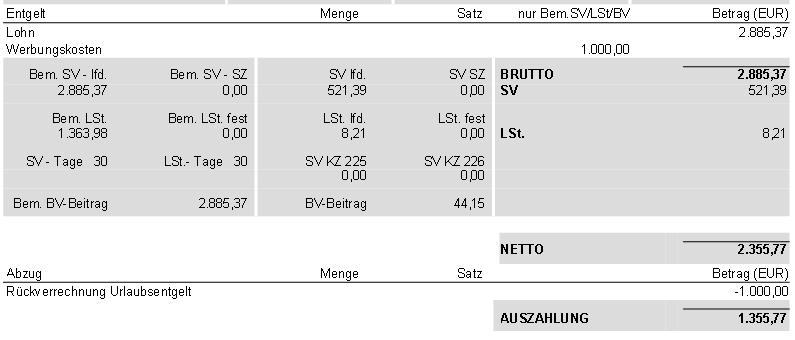 Entgelt Menge Satz nur Bem.SV/LSt/BV Betrag (EUR)
Lohn 2.885,37
Werbungskosten 1.000,00
Bem. SV - lfd. Bem. SV - SZ SV lfd. SV SZ BRUTTO 2.885,37
2.885,37 0,00 521,39 0,00 SV 521,39
Bem. LSt. Bem. LSt. fest LSt. lfd. LSt. fest
1.363,98 0,00 8,21 0,00 LSt. 8,21
SV - Tage 30 LSt.- Tage 30 SV KZ 225 SV KZ 226
0,00 0,00
Bem. BV-Beitrag 2.885,37 BV-Beitrag 44,15
NETTO 2.355,77
Abzug Menge Satz Betrag (EUR)
Rückverrechnung Urlaubsentgelt -1.000,00
AUSZAHLUNG 1.355,77